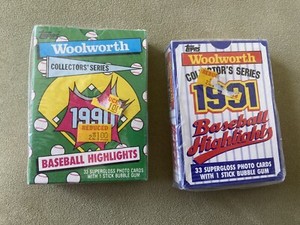 TOPPS
Woolworth
COLLECTORS' SERIES
1990
REDUCED
BASEBALL HIGHLIGHTS
33 SUPERGLOSS PHOTO CARDS
WITH 1 STICK BUBBLE GUM
TOPPS
Woolworth
COLLECTOR'S SERIES
1991
Baseball
Highlights
33 SUPERGLOSS PHOTO CARDS
WITH 1 STICK BUBBLE GUM